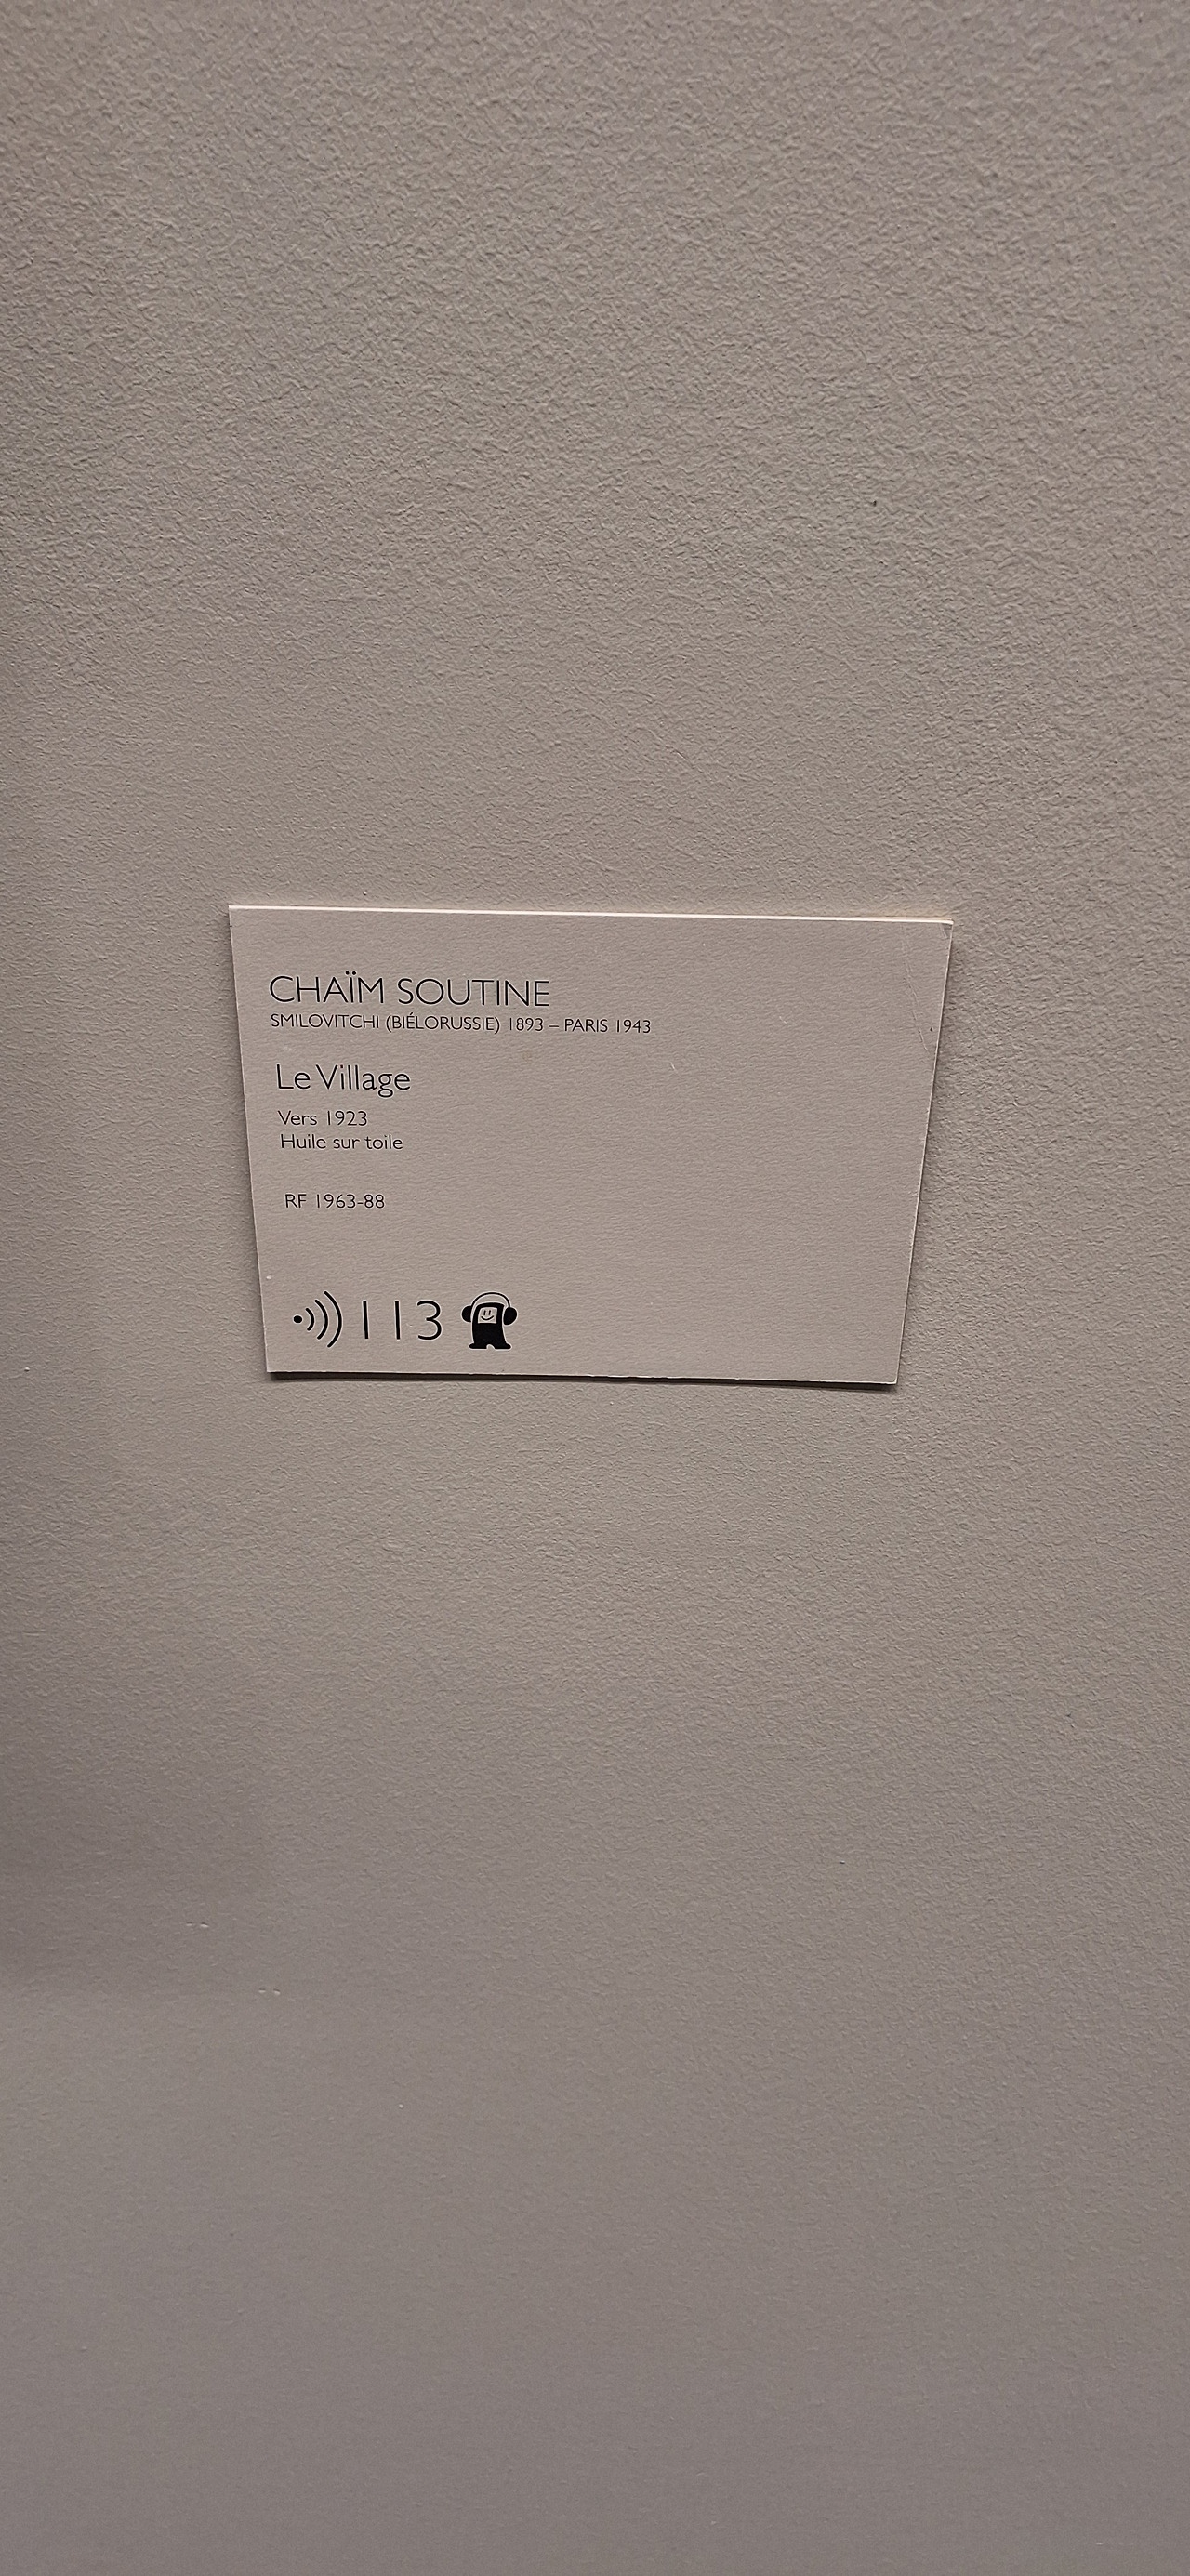 CHAÏM SOUTINE
SMILOVITCHI (BIÉLORUSSIE) 1893 – PARIS 1943
Le Village
Vers 1923
Huile sur toile
RF 1963-88
113